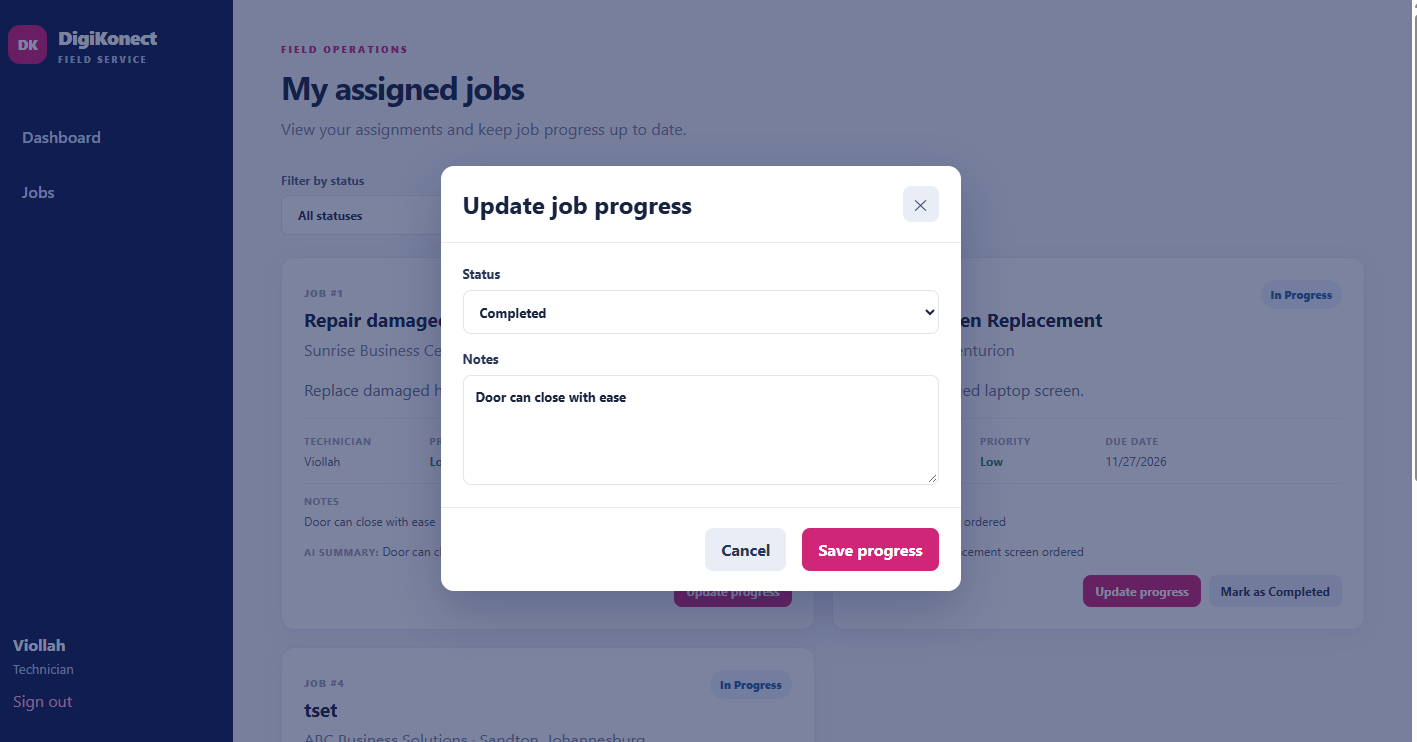 DK
DigiKonect
FIELD SERVICE
Dashboard
Jobs
Viollah
Technician
Sign out
FIELD OPERATIONS
My assigned jobs
View your assignments and keep job progress up to date.
Filter by status
All statuses
JOB #1
Repair damaged
Sunrise Business Ce
Replace damaged h
TECHNICIAN
Viollah
NOTES
Door can close with ease
AI SUMMARY: Door can cl
Update progress
Update job progress
Status
Completed
Notes
Door can close with ease
Cancel
Save progress
In Progress
en Replacement
enturion
ed laptop screen.
PRIORITY
DUE DATE
Low
11/27/2026
ordered
cement screen ordered
Update progress
Mark as Completed
JOB #4
In Progress
tset
ABC Business Solutions · Sandton, Johannesburg